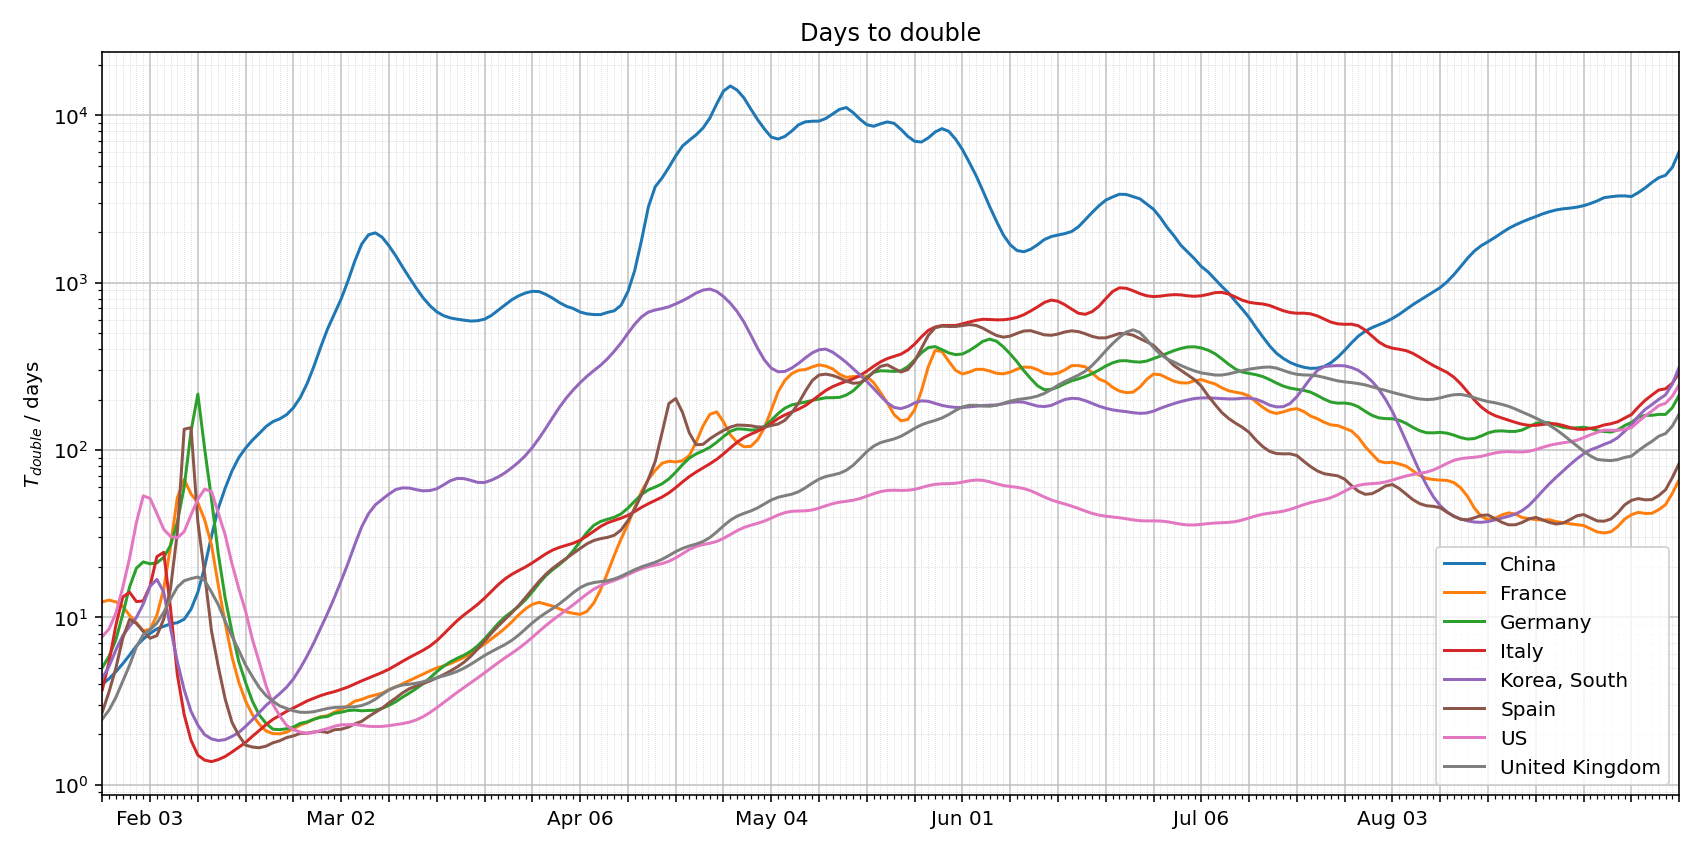 Days to double
T_double / days
10^4
10^3
10^2
10^1
10^0
Feb 03 Mar 02 Apr 06 May 04 Jun 01 Jul 06 Aug 03
China
France
Germany
Italy
Korea, South
Spain
US
United Kingdom